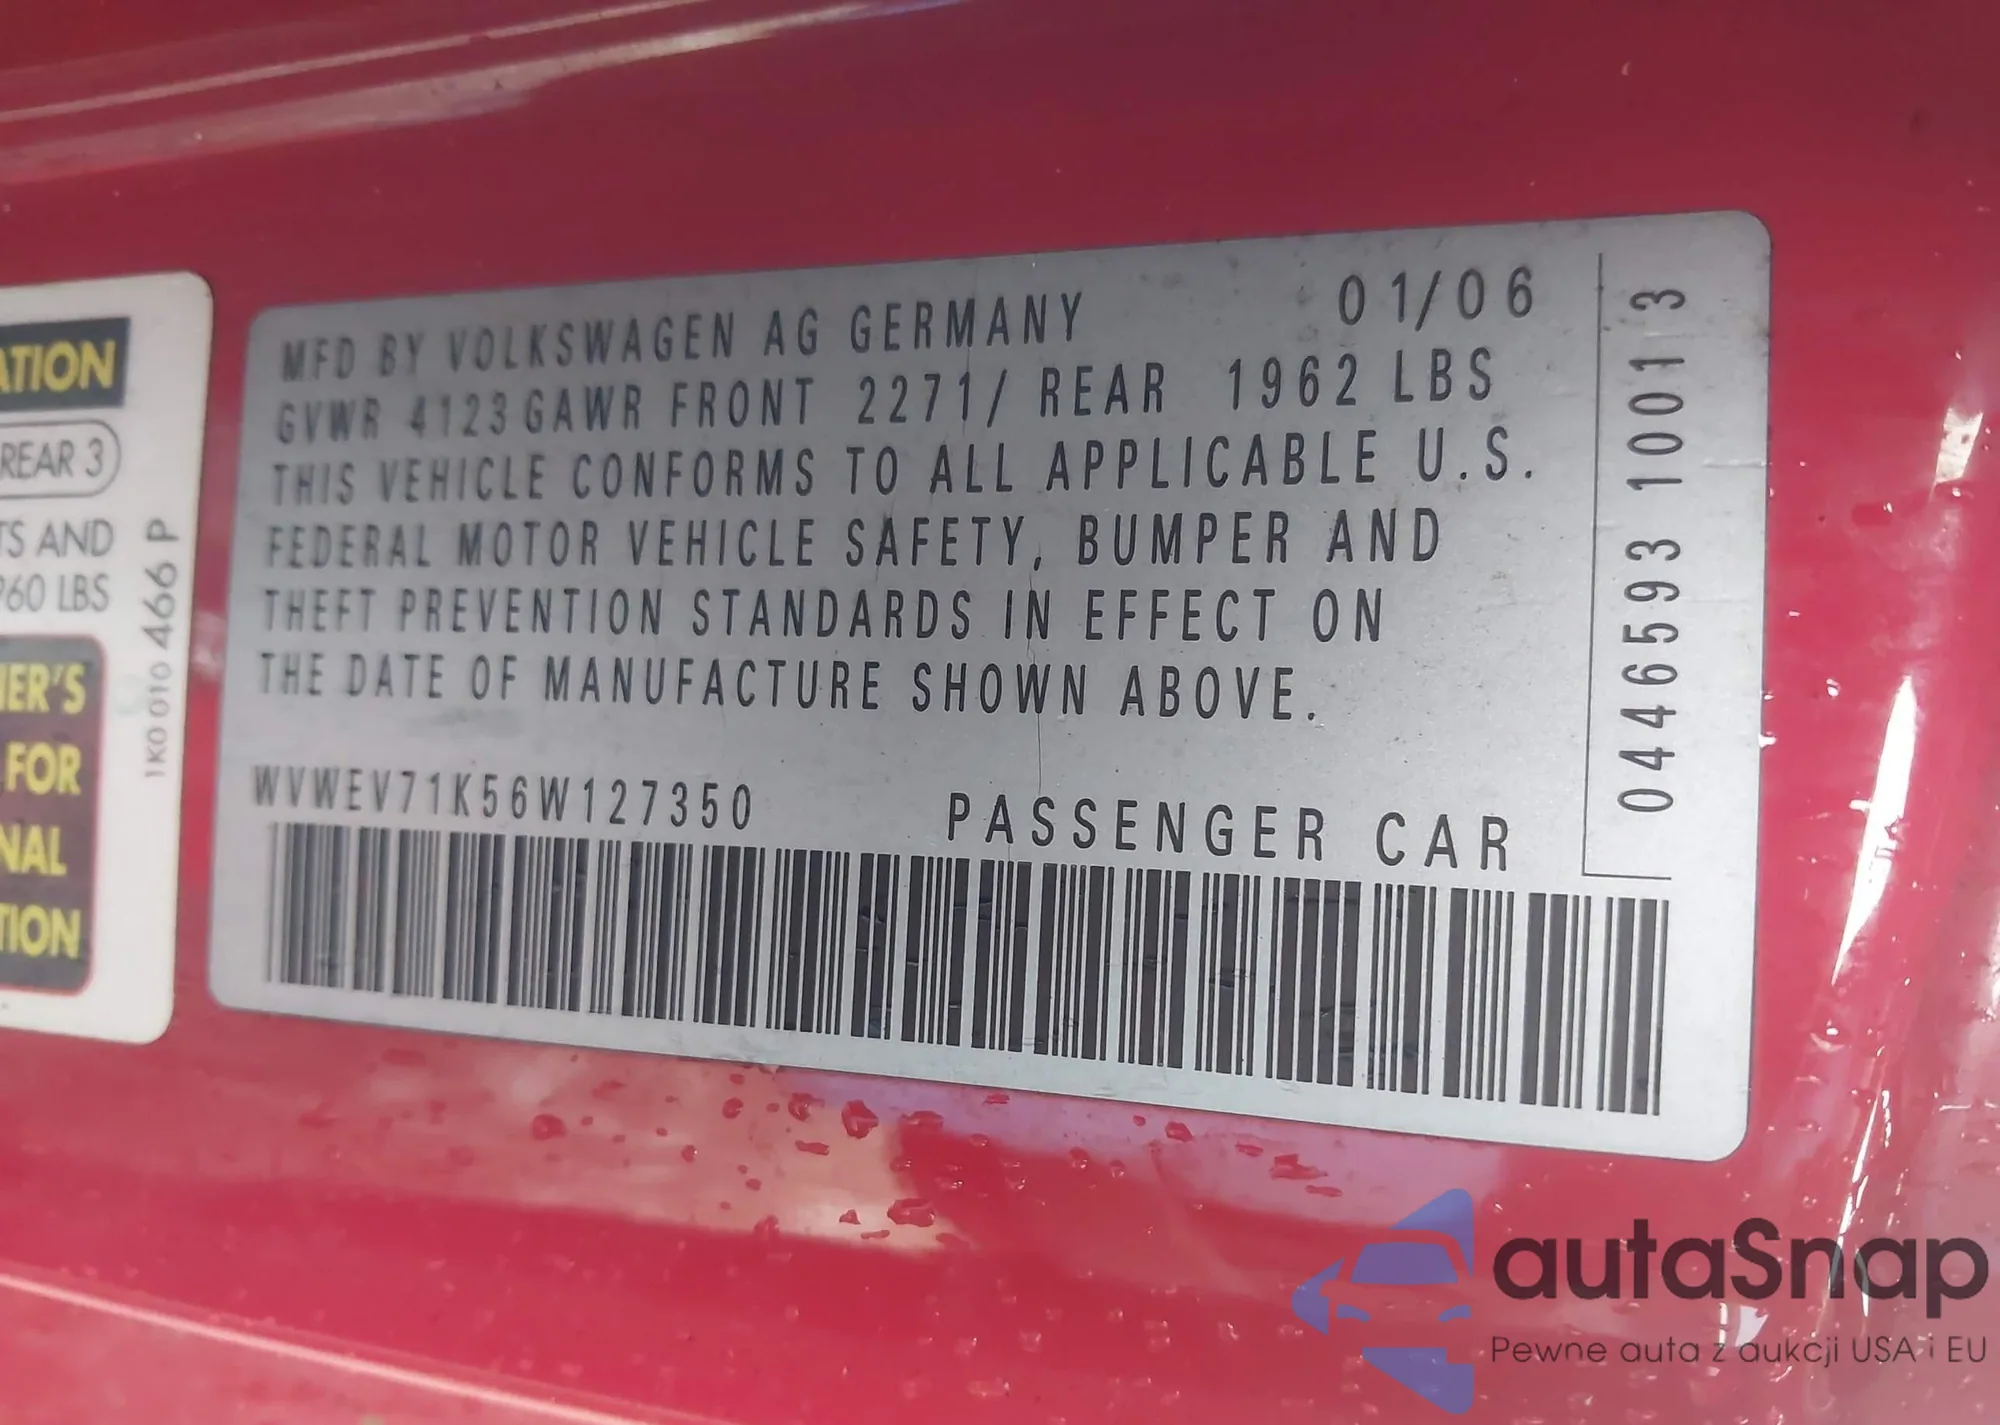 ATION
REAR 3
TS AND
960 LBS
ER'S
FOR
NAL
TION
1K0 010 466 P
MFD BY VOLKSWAGEN AG GERMANY 01/06
GVWR 4123 GAWR FRONT 2271/ REAR 1962 LBS
THIS VEHICLE CONFORMS TO ALL APPLICABLE U.S.
FEDERAL MOTOR VEHICLE SAFETY, BUMPER AND
THEFT PREVENTION STANDARDS IN EFFECT ON
THE DATE OF MANUFACTURE SHOWN ABOVE.
WVWEV71K56W127350
PASSENGER CAR
0446593 1001 3
autaSnap
Pewne auta z aukcji USA i EU